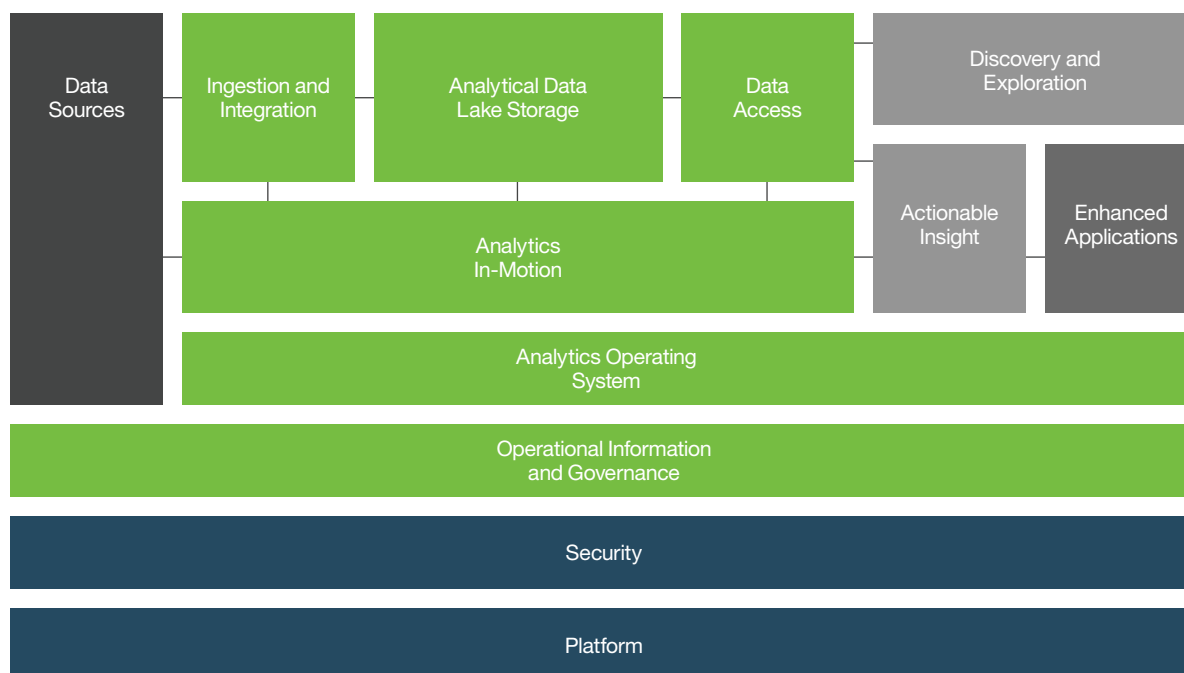 Data
Sources
Ingestion and
Integration
Analytical Data
Lake Storage
Data
Access
Discovery and
Exploration
Actionable
Insight
Enhanced
Applications
Analytics
In-Motion
Analytics Operating
System
Operational Information
and Governance
Security
Platform